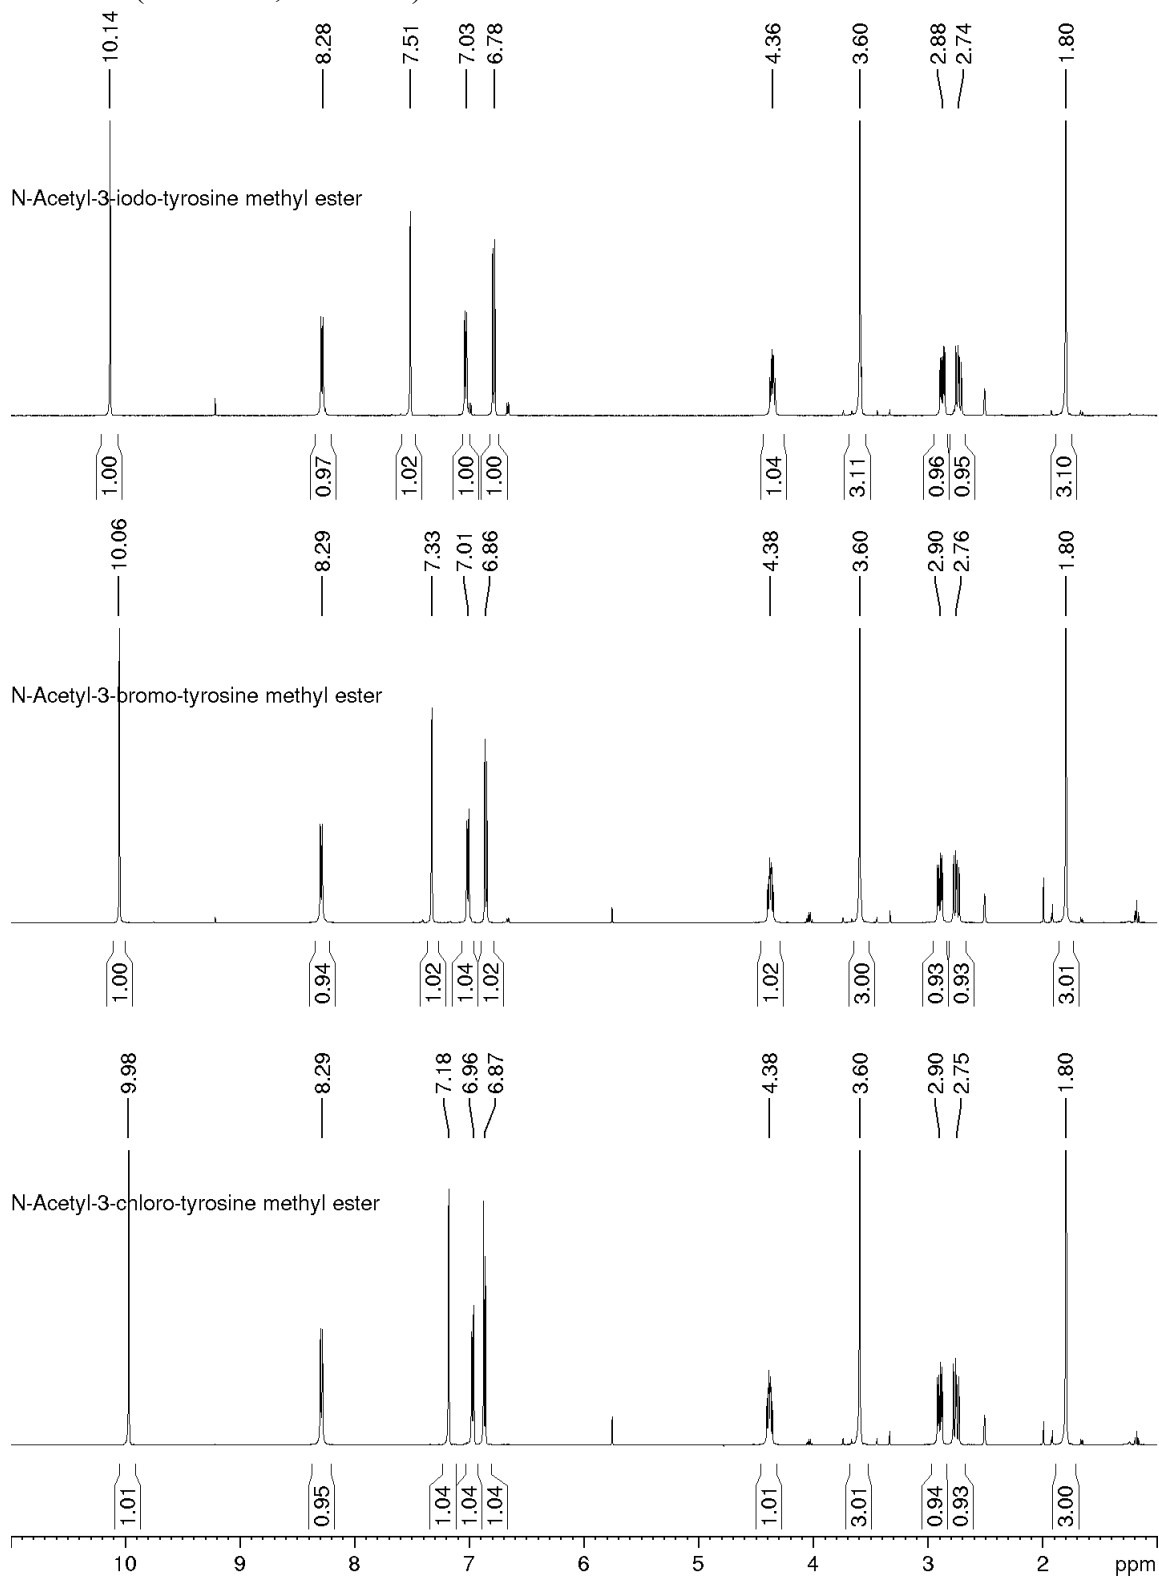 10.14 8.28 7.51 7.03 6.78 4.36 3.60 2.88 2.74 1.80
N-Acetyl-3-iodo-tyrosine methyl ester
1.00 0.97 1.02 1.00 1.00 1.04 3.11 0.96 0.95 3.10
10.06 8.29 7.33 7.01 6.86 4.38 3.60 2.90 2.76 1.80
N-Acetyl-3-bromo-tyrosine methyl ester
1.00 0.94 1.02 1.04 1.02 1.02 3.00 0.93 0.93 3.01
9.98 8.29 7.18 6.96 6.87 4.38 3.60 2.90 2.75 1.80
N-Acetyl-3-chloro-tyrosine methyl ester
1.01 0.95 1.04 1.04 1.04 1.01 3.01 0.94 0.93 3.00
10 9 8 7 6 5 4 3 2 ppm